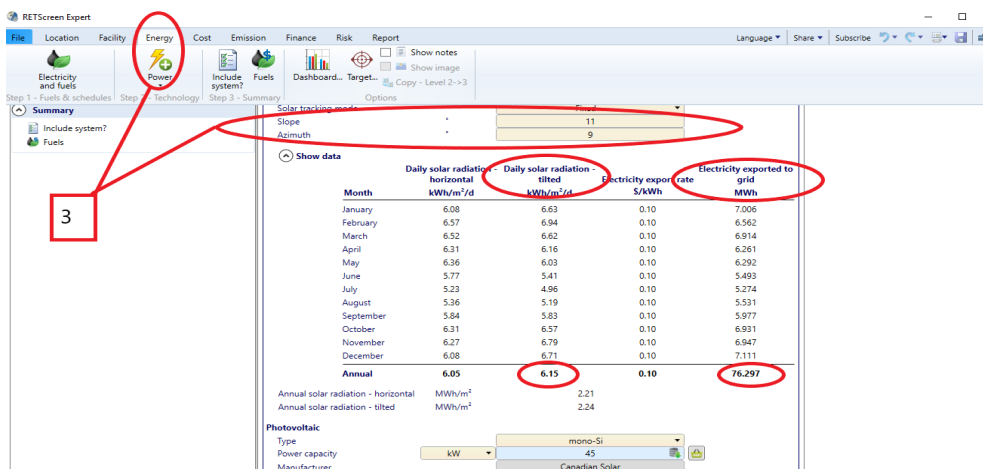 RETScreen Expert
File Location Facility Energy Cost Emission Finance Risk Report Language Share Subscribe
Electricity and fuels
Power
Include system?
Fuels
Dashboard...
Target...
Show notes
Show image
Copy - Level 2->3
Step 1 - Fuels & schedules Step Technology Step 3 - Summary Options
Summary
Include system?
Fuels
3
Solar tracking mode Fixed
Slope ° 11
Azimuth ° 9
Show data
Daily solar radiation - horizontal Daily solar radiation - tilted Electricity export rate Electricity exported to grid
Month kWh/m²/d kWh/m²/d $/kWh MWh
January 6.08 6.63 0.10 7.006
February 6.57 6.94 0.10 6.562
March 6.52 6.62 0.10 6.914
April 6.31 6.16 0.10 6.261
May 6.36 6.03 0.10 6.292
June 5.77 5.41 0.10 5.493
July 5.23 4.96 0.10 5.274
August 5.36 5.19 0.10 5.531
September 5.84 5.83 0.10 5.977
October 6.31 6.57 0.10 6.931
November 6.27 6.79 0.10 6.947
December 6.08 6.71 0.10 7.111
Annual 6.05 6.15 0.10 76.297
Annual solar radiation - horizontal MWh/m² 2.21
Annual solar radiation - tilted MWh/m² 2.24
Photovoltaic
Type mono-Si
Power capacity kW 45
Manufacturer Canadian Solar